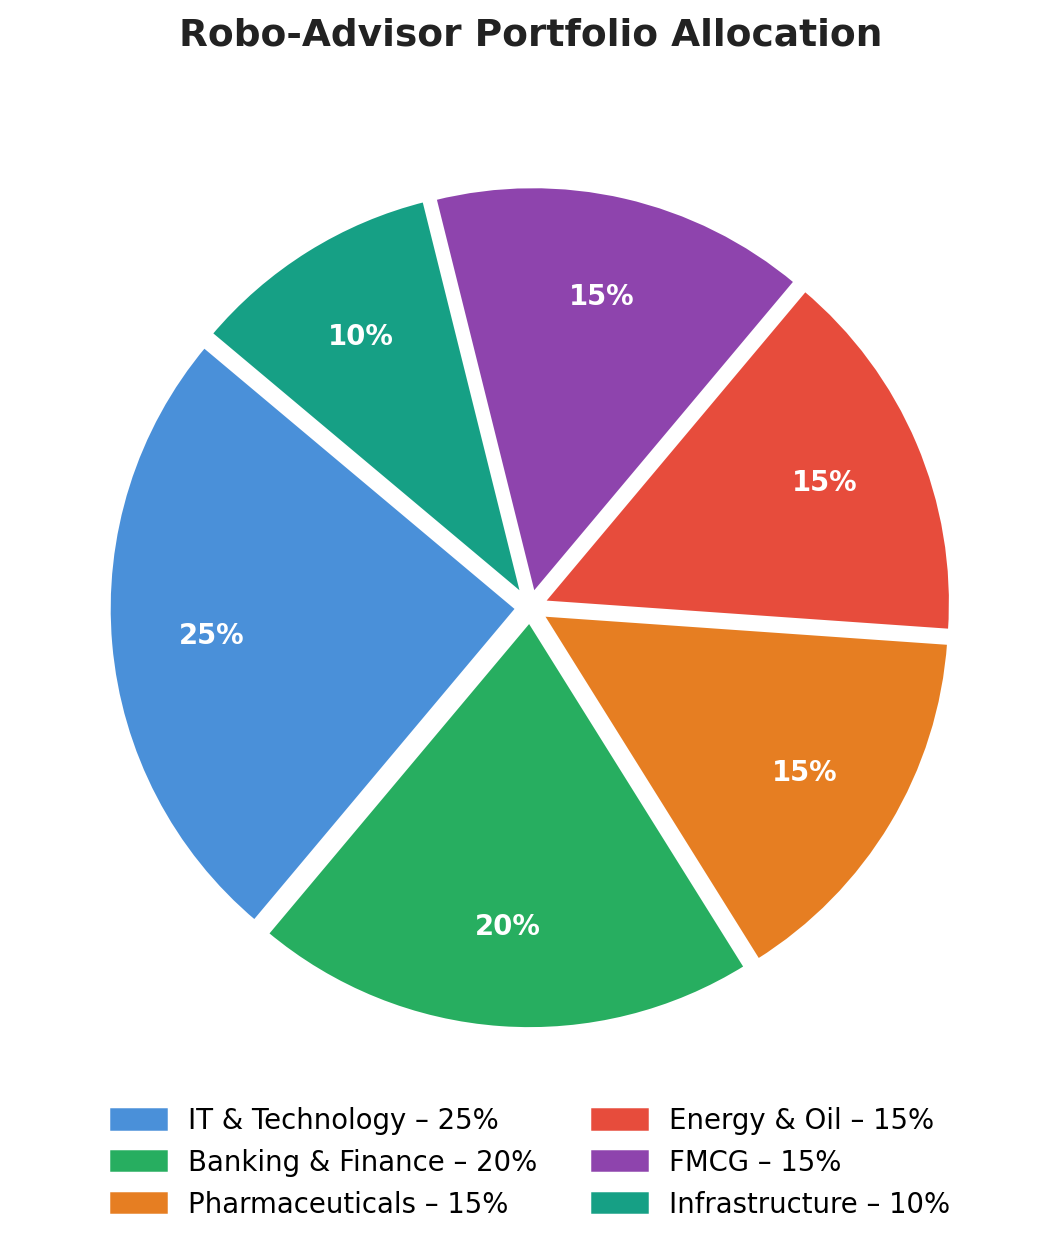 Robo-Advisor Portfolio Allocation
15%
10%
15%
25%
15%
20%
IT & Technology – 25%
Banking & Finance – 20%
Pharmaceuticals – 15%
Energy & Oil – 15%
FMCG – 15%
Infrastructure – 10%